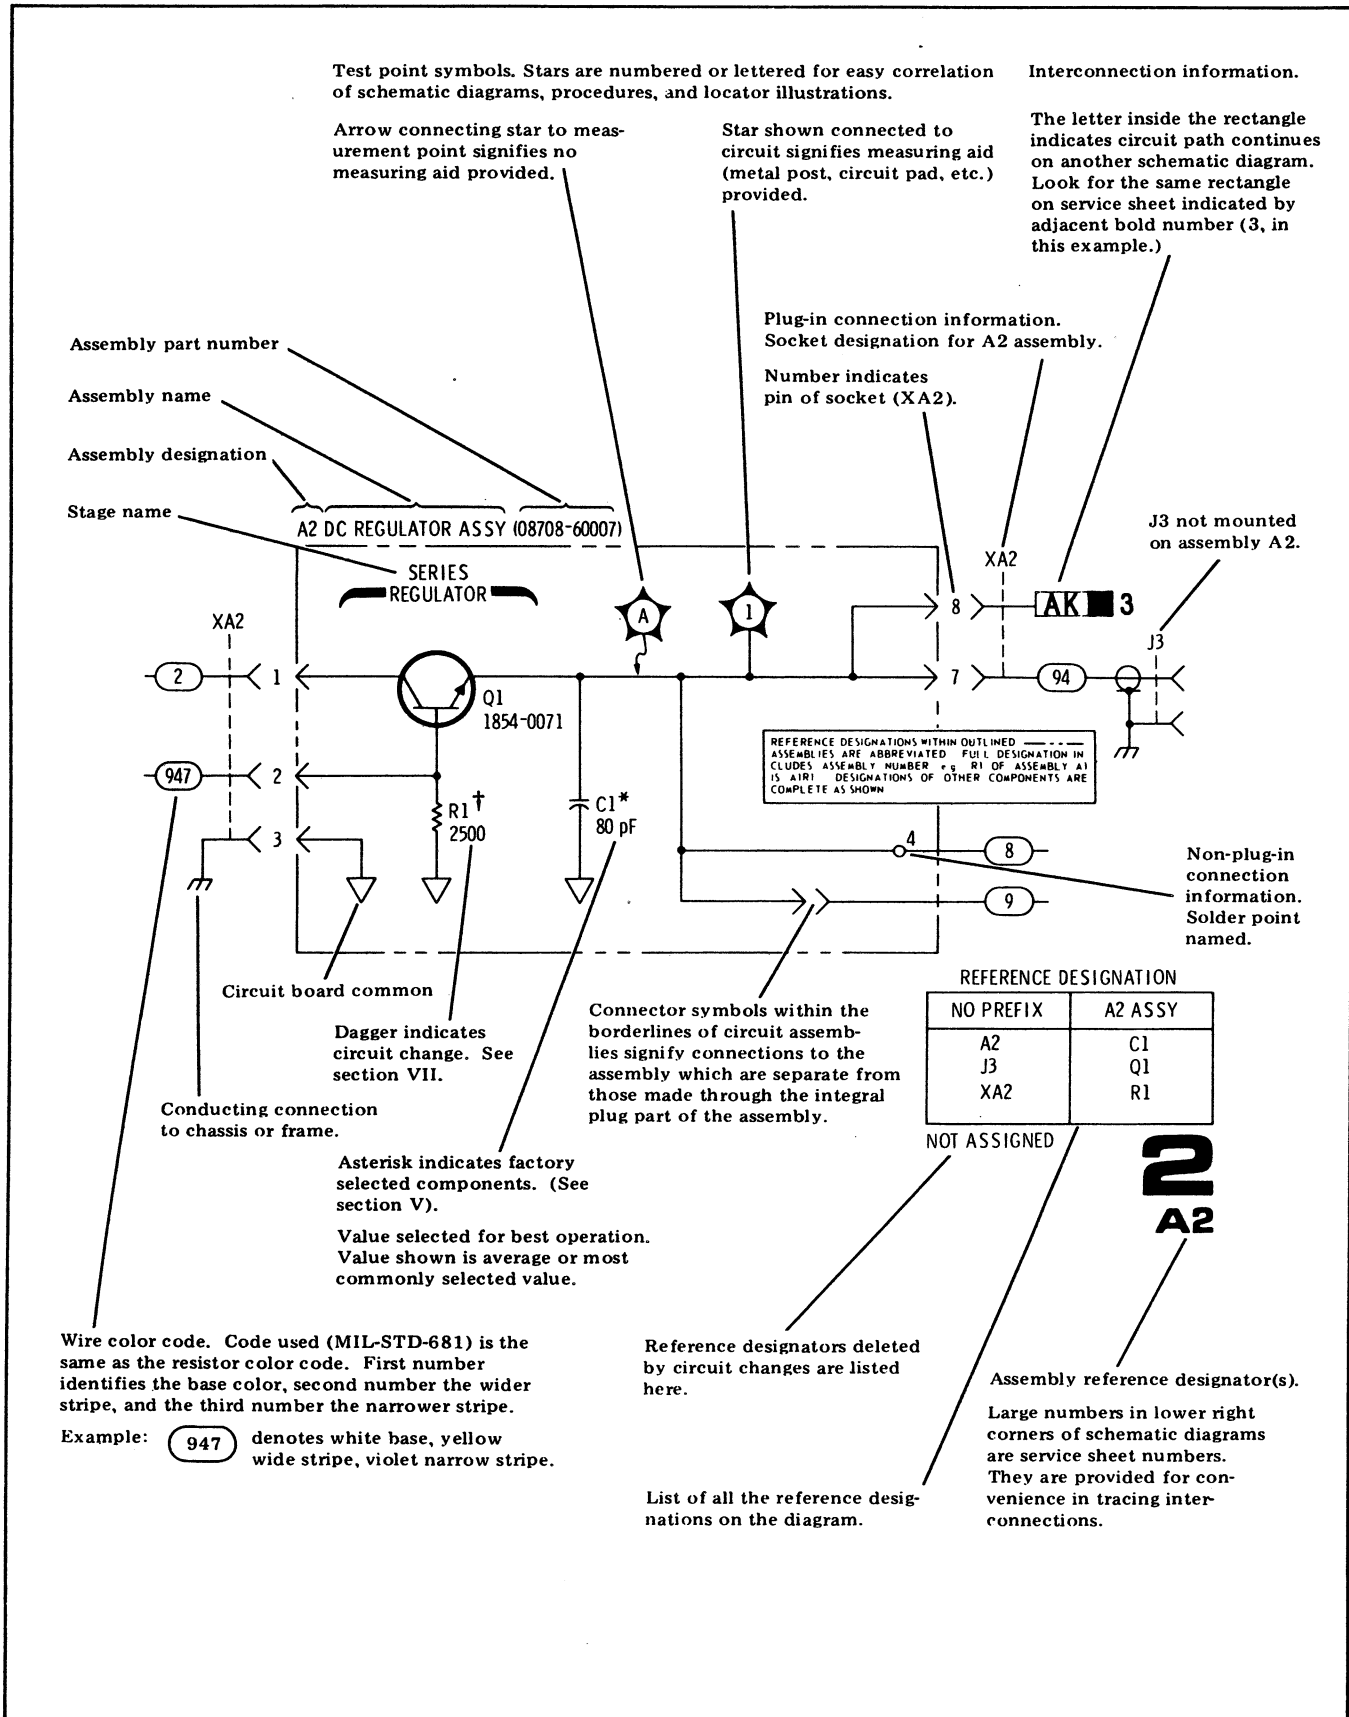 Test point symbols. Stars are numbered or lettered for easy correlation
of schematic diagrams, procedures, and locator illustrations.
Interconnection information.
Arrow connecting star to meas-
urement point signifies no
measuring aid provided.
Star shown connected to
circuit signifies measuring aid
(metal post, circuit pad, etc.)
provided.
The letter inside the rectangle
indicates circuit path continues
on another schematic diagram.
Look for the same rectangle
on service sheet indicated by
adjacent bold number (3, in
this example.)
Plug-in connection information.
Socket designation for A2 assembly.
Number indicates
pin of socket (XA2).
Assembly part number
Assembly name
Assembly designation
Stage name
A2 DC REGULATOR ASSY (08708-60007)
SERIES
REGULATOR
J3 not mounted
on assembly A2.
XA2
XA2
A
1
8
AK 3
J3
2
1
7
94
Q1
1854-0071
REFERENCE DESIGNATIONS WITHIN OUTLINED
ASSEMBLIES ARE ABBREVIATED FULL DESIGNATION IN
CLUDES ASSEMBLY NUMBER e g R1 OF ASSEMBLY A1
IS A1R1 DESIGNATIONS OF OTHER COMPONENTS ARE
COMPLETE AS SHOWN
947
2
R1†
2500
C1*
80 pF
3
4
8
9
Non-plug-in
connection
information.
Solder point
named.
Circuit board common
Dagger indicates
circuit change. See
section VII.
Connector symbols within the
borderlines of circuit assemb-
lies signify connections to the
assembly which are separate from
those made through the integral
plug part of the assembly.
REFERENCE DESIGNATION
NO PREFIX A2 ASSY
A2 C1
J3 Q1
XA2 R1
NOT ASSIGNED
Conducting connection
to chassis or frame.
Asterisk indicates factory
selected components. (See
section V).
Value selected for best operation.
Value shown is average or most
commonly selected value.
2
A2
Wire color code. Code used (MIL-STD-681) is the
same as the resistor color code. First number
identifies the base color, second number the wider
stripe, and the third number the narrower stripe.
Example: 947 denotes white base, yellow
wide stripe, violet narrow stripe.
Reference designators deleted
by circuit changes are listed
here.
List of all the reference desig-
nations on the diagram.
Assembly reference designator(s).
Large numbers in lower right
corners of schematic diagrams
are service sheet numbers.
They are provided for con-
venience in tracing inter-
connections.